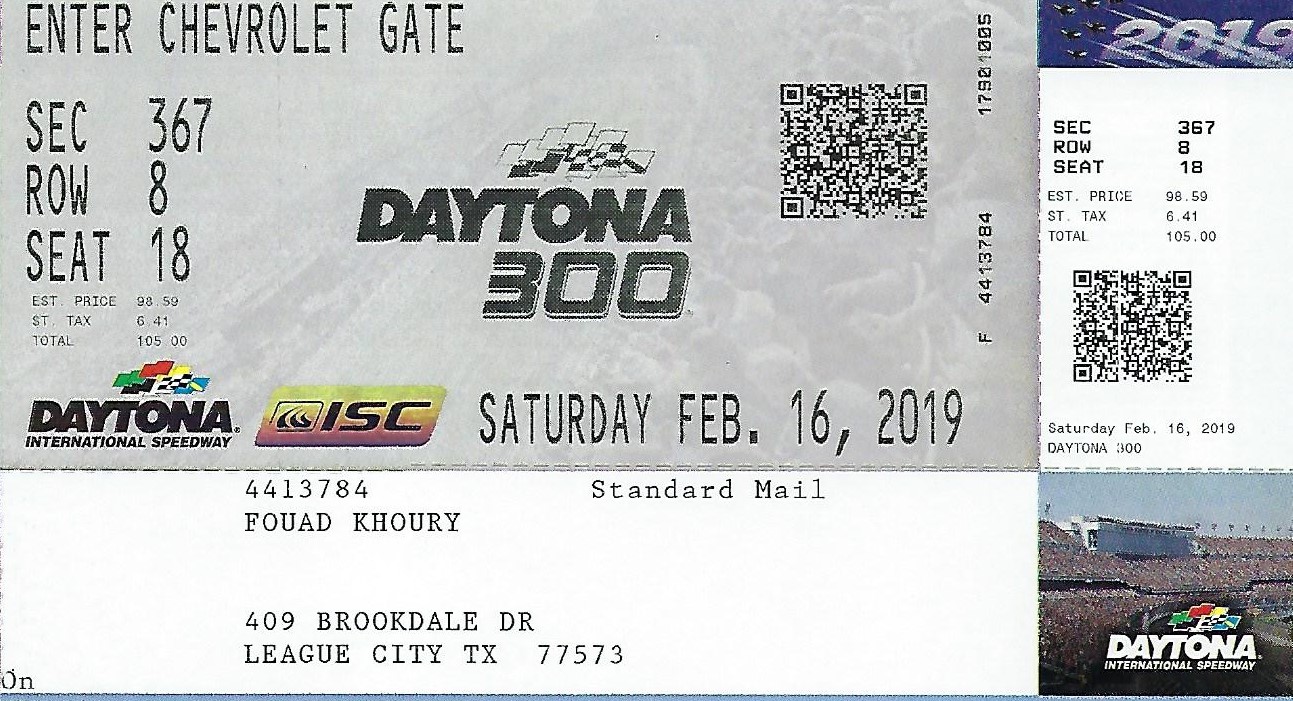 ENTER CHEVROLET GATE
SEC 367
ROW 8
SEAT 18
EST. PRICE 98.59
ST. TAX 6.41
TOTAL 105.00
DAYTONA
300
DAYTONA
INTERNATIONAL SPEEDWAY
ISC
SATURDAY FEB. 16, 2019
F 4413784 17901005
4413784 Standard Mail
FOUAD KHOURY
409 BROOKDALE DR
LEAGUE CITY TX 77573
On
2019
SEC 367
ROW 8
SEAT 18
EST. PRICE 98.59
ST. TAX 6.41
TOTAL 105.00
Saturday Feb. 16, 2019
DAYTONA 300
DAYTONA
INTERNATIONAL SPEEDWAY